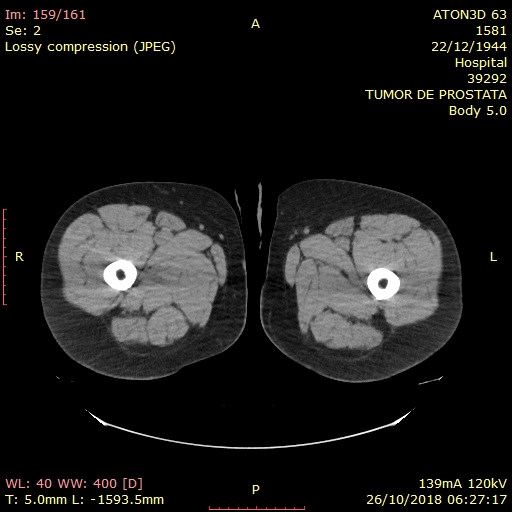 Im: 159/161
Se: 2
Lossy compression (JPEG)
A
ATON3D 63
1581
22/12/1944
Hospital
39292
TUMOR DE PROSTATA
Body 5.0
R
L
WL: 40 WW: 400 [D]
T: 5.0mm L: -1593.5mm
P
139mA 120kV
26/10/2018 06:27:17